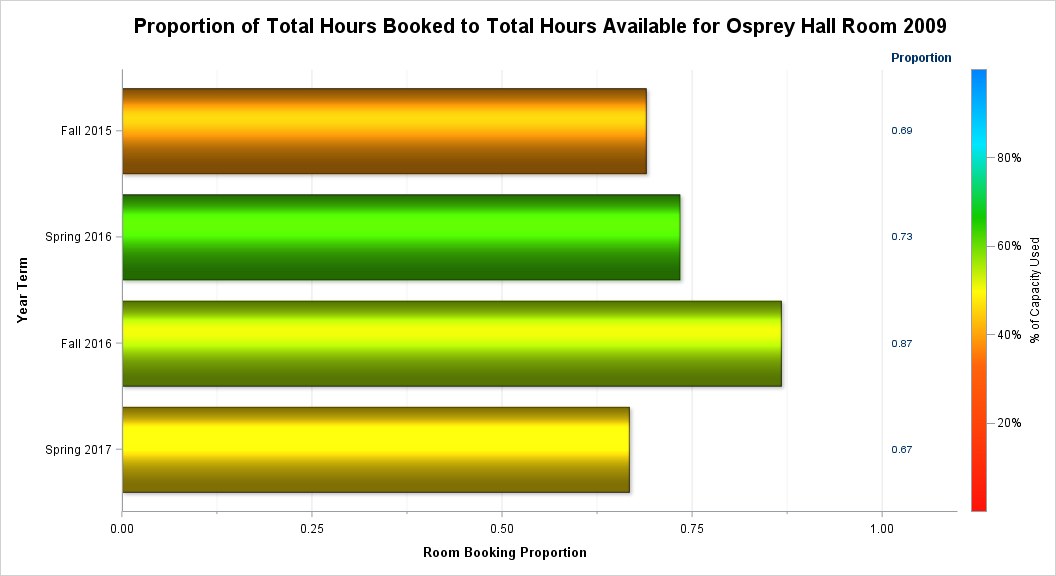 Proportion of Total Hours Booked to Total Hours Available for Osprey Hall Room 2009
Proportion
Fall 2015 0.69
Spring 2016 0.73
Fall 2016 0.87
Spring 2017 0.67
Year Term
0.00 0.25 0.50 0.75 1.00
Room Booking Proportion
80%
60%
40%
20%
% of Capacity Used